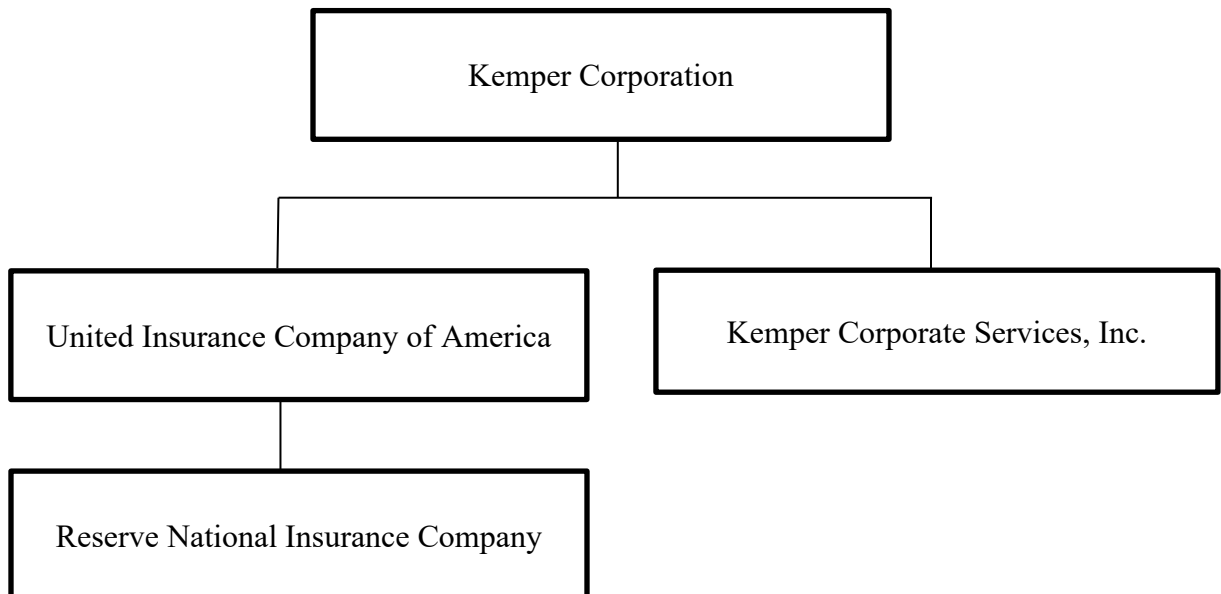 Kemper Corporation
United Insurance Company of America
Kemper Corporate Services, Inc.
Reserve National Insurance Company